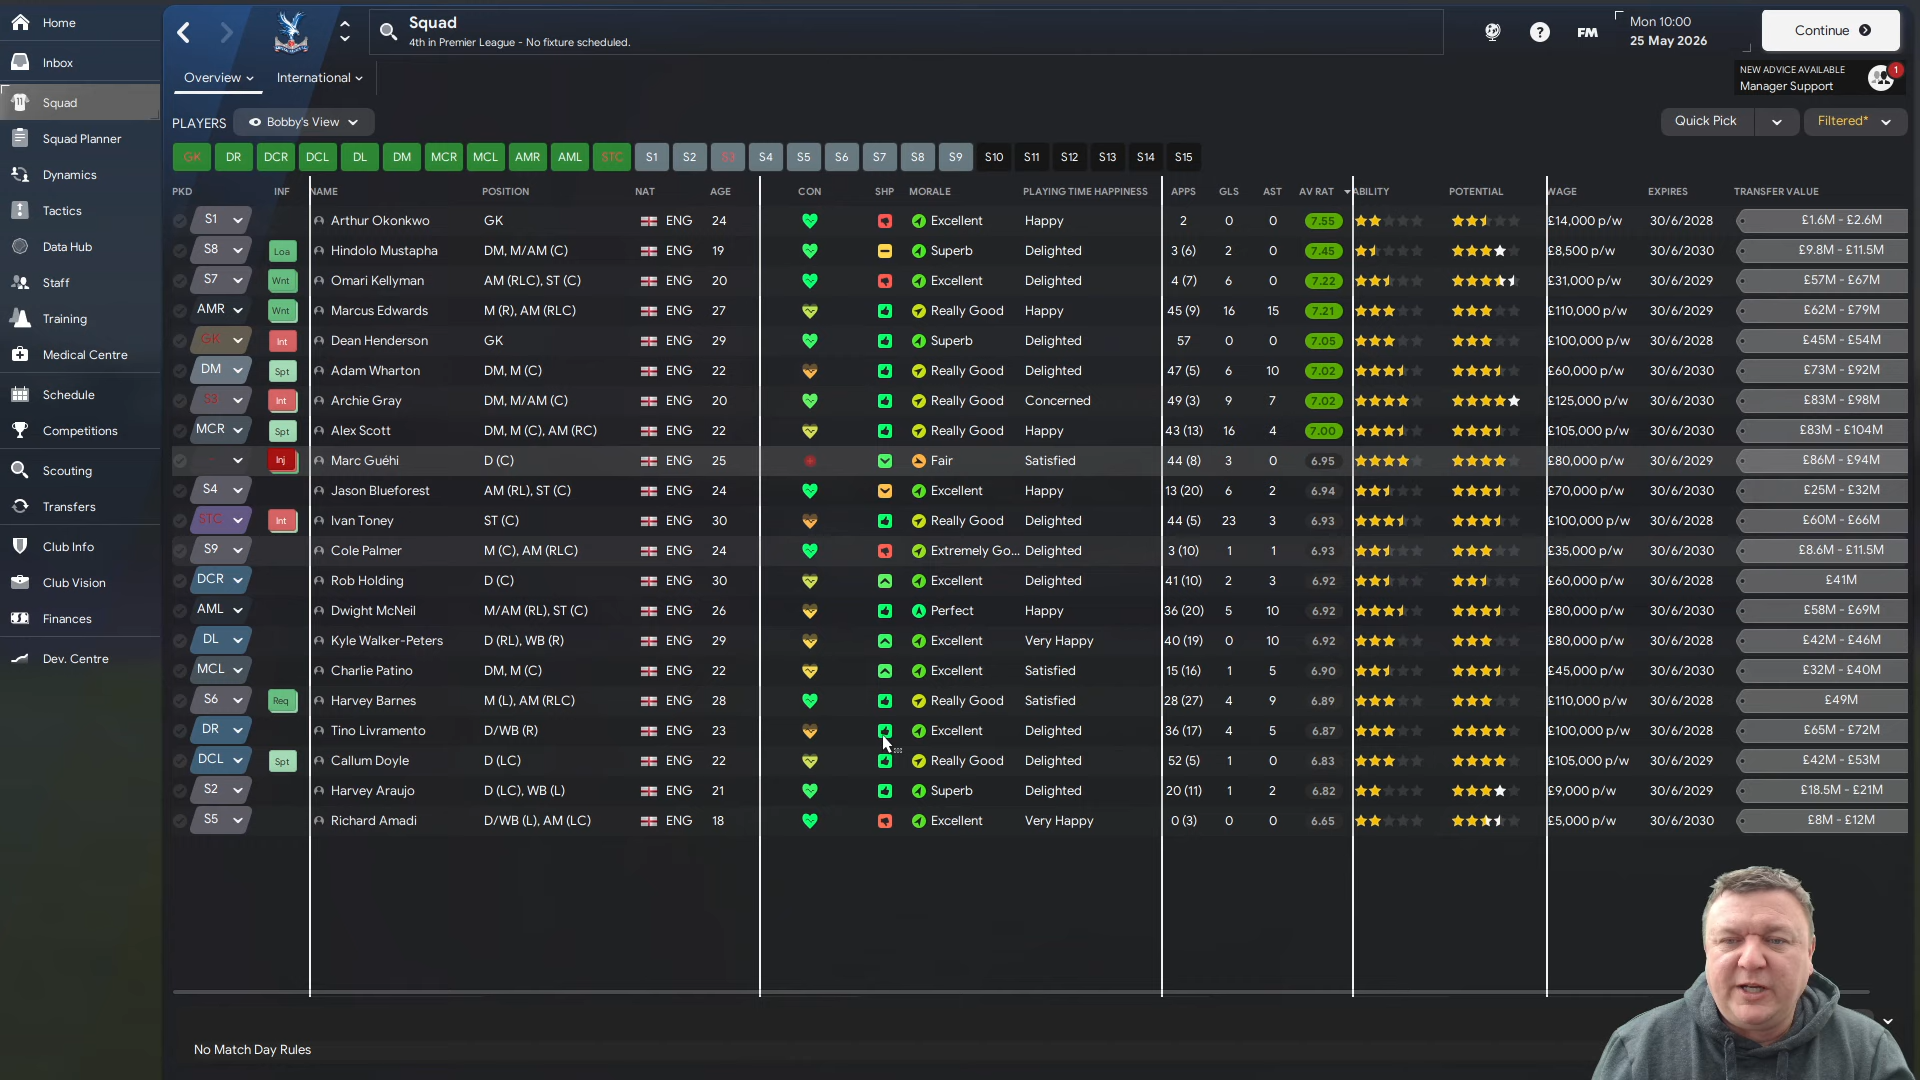 Home
Inbox
Squad
Squad Planner
Dynamics
Tactics
Data Hub
Staff
Training
Medical Centre
Schedule
Competitions
Scouting
Transfers
Club Info
Club Vision
Finances
Dev. Centre
Squad
4th in Premier League - No fixture scheduled.
FM
Mon 10:00
25 May 2026
Continue
Overview
International
NEW ADVICE AVAILABLE
Manager Support
1
PLAYERS Bobby's View Quick Pick Filtered*
GK DR DCR DCL DL DM MCR MCL AMR AML STC S1 S2 S3 S4 S5 S6 S7 S8 S9 S10 S11 S12 S13 S14 S15
PKD INF NAME POSITION NAT AGE CON SHP MORALE PLAYING TIME HAPPINESS APPS GLS AST AV RAT ABILITY POTENTIAL WAGE EXPIRES TRANSFER VALUE
S1 Arthur Okonkwo GK ENG 24 Excellent Happy 2 0 0 7.55 £14,000 p/w 30/6/2028 £1.6M - £2.6M
S8 Loa Hindolo Mustapha DM, M/AM (C) ENG 19 Superb Delighted 3 (6) 2 0 7.45 £8,500 p/w 30/6/2030 £9.8M - £11.5M
S7 Wnt Omari Kellyman AM (RLC), ST (C) ENG 20 Excellent Delighted 4 (7) 6 0 7.22 £31,000 p/w 30/6/2029 £57M - £67M
AMR Wnt Marcus Edwards M (R), AM (RLC) ENG 27 Really Good Happy 45 (9) 16 15 7.21 £110,000 p/w 30/6/2029 £62M - £79M
GK Int Dean Henderson GK ENG 29 Superb Delighted 57 0 0 7.05 £100,000 p/w 30/6/2028 £45M - £54M
DM Spt Adam Wharton DM, M (C) ENG 22 Really Good Delighted 47 (5) 6 10 7.02 £60,000 p/w 30/6/2029 £73M - £92M
S3 Int Archie Gray DM, M/AM (C) ENG 20 Really Good Concerned 49 (3) 9 7 7.02 £125,000 p/w 30/6/2030 £83M - £98M
MCR Spt Alex Scott DM, M (C), AM (RC) ENG 22 Really Good Happy 43 (13) 16 4 7.00 £105,000 p/w 30/6/2030 £83M - £104M
Inj Marc Guéhi D (C) ENG 25 Fair Satisfied 44 (8) 3 0 6.95 £80,000 p/w 30/6/2029 £86M - £94M
S4 Jason Blueforest AM (RL), ST (C) ENG 24 Excellent Happy 13 (20) 6 2 6.94 £70,000 p/w 30/6/2030 £25M - £32M
STC Int Ivan Toney ST (C) ENG 30 Really Good Delighted 44 (5) 23 3 6.93 £100,000 p/w 30/6/2028 £60M - £66M
S9 Cole Palmer M (C), AM (RLC) ENG 24 Extremely Go... Delighted 3 (10) 1 1 6.93 £35,000 p/w 30/6/2030 £8.6M - £11.5M
DCR Rob Holding D (C) ENG 30 Excellent Delighted 41 (10) 2 3 6.92 £60,000 p/w 30/6/2028 £41M
AML Dwight McNeil M/AM (RL), ST (C) ENG 26 Perfect Happy 36 (20) 5 10 6.92 £80,000 p/w 30/6/2030 £58M - £69M
DL Kyle Walker-Peters D (RL), WB (R) ENG 29 Excellent Very Happy 40 (19) 0 10 6.92 £80,000 p/w 30/6/2028 £42M - £46M
MCL Charlie Patino DM, M (C) ENG 22 Excellent Satisfied 15 (16) 1 5 6.90 £45,000 p/w 30/6/2030 £32M - £40M
S6 Req Harvey Barnes M (L), AM (RLC) ENG 28 Really Good Satisfied 28 (27) 4 9 6.89 £110,000 p/w 30/6/2029 £49M
DR Tino Livramento D/WB (R) ENG 23 Excellent Delighted 36 (17) 4 5 6.87 £100,000 p/w 30/6/2028 £65M - £72M
DCL Spt Callum Doyle D (LC) ENG 22 Really Good Delighted 52 (5) 1 0 6.83 £105,000 p/w 30/6/2029 £42M - £53M
S2 Harvey Araujo D (LC), WB (L) ENG 21 Superb Delighted 20 (11) 1 2 6.82 £9,000 p/w 30/6/2029 £18.5M - £21M
S5 Richard Amadi D/WB (L), AM (LC) ENG 18 Excellent Very Happy 0 (3) 0 0 6.65 £5,000 p/w 30/6/2030 £8M - £12M
No Match Day Rules